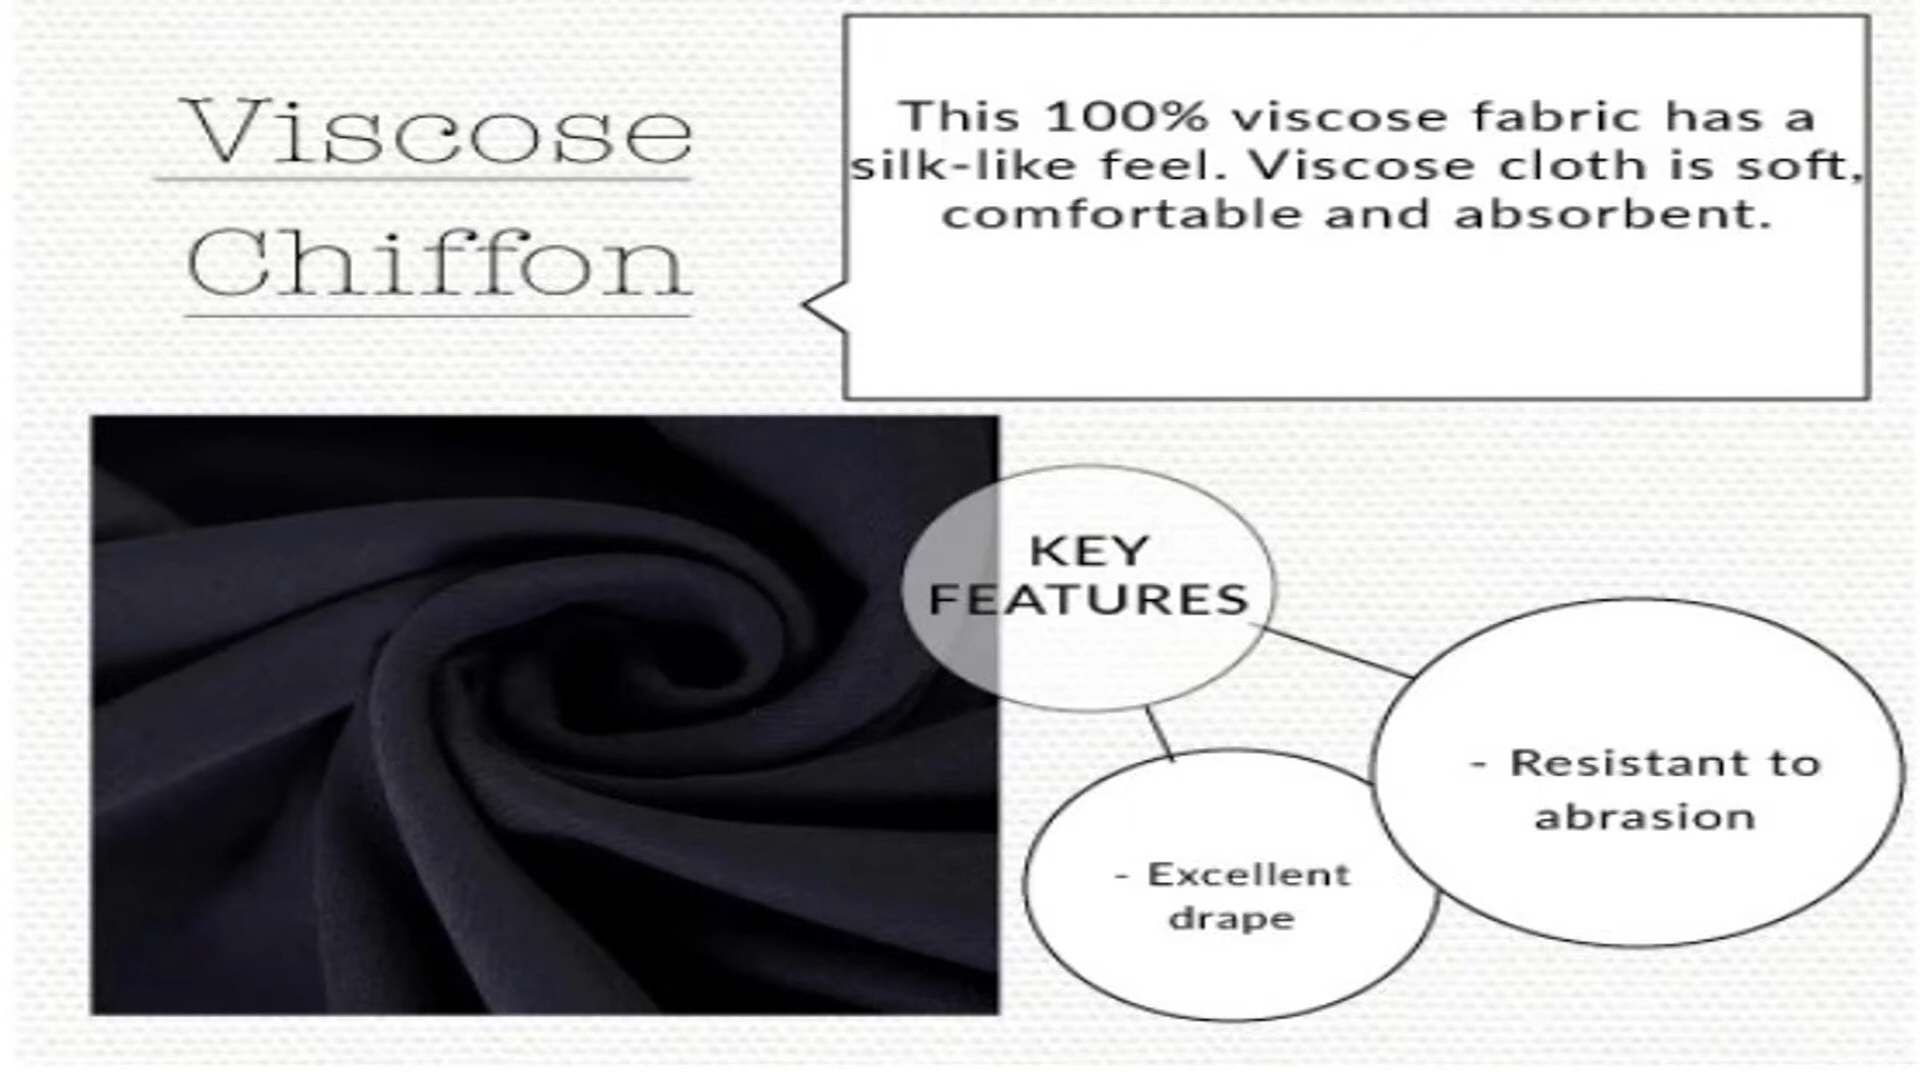 Viscose
Chiffon
This 100% viscose fabric has a
silk-like feel. Viscose cloth is soft,
comfortable and absorbent.
KEY
FEATURES
- Resistant to
abrasion
- Excellent
drape